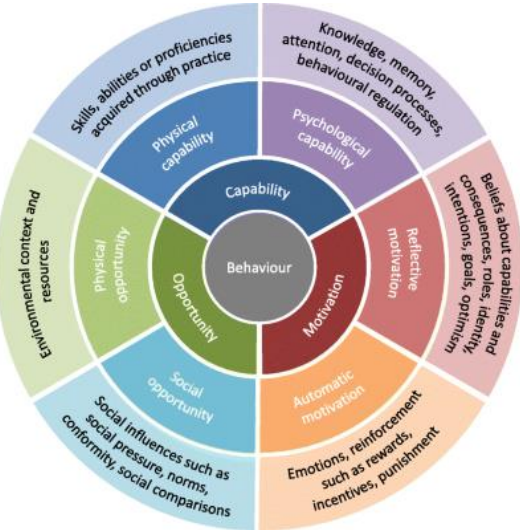 Skills, abilities or proficiencies
acquired through practice
Knowledge, memory,
attention, decision processes,
behavioural regulation
Physical
capability
Psychological
capability
Capability
Environmental context and
resources
Physical
opportunity
Opportunity
Behaviour
Motivation
Reflective
motivation
Beliefs about capabilities and
consequences, roles, identity,
intentions, goals, optimism
Social
opportunity
Automatic
motivation
Social influences such as
social pressure, norms,
conformity, social comparisons
Emotions, reinforcement
such as rewards,
incentives, punishment